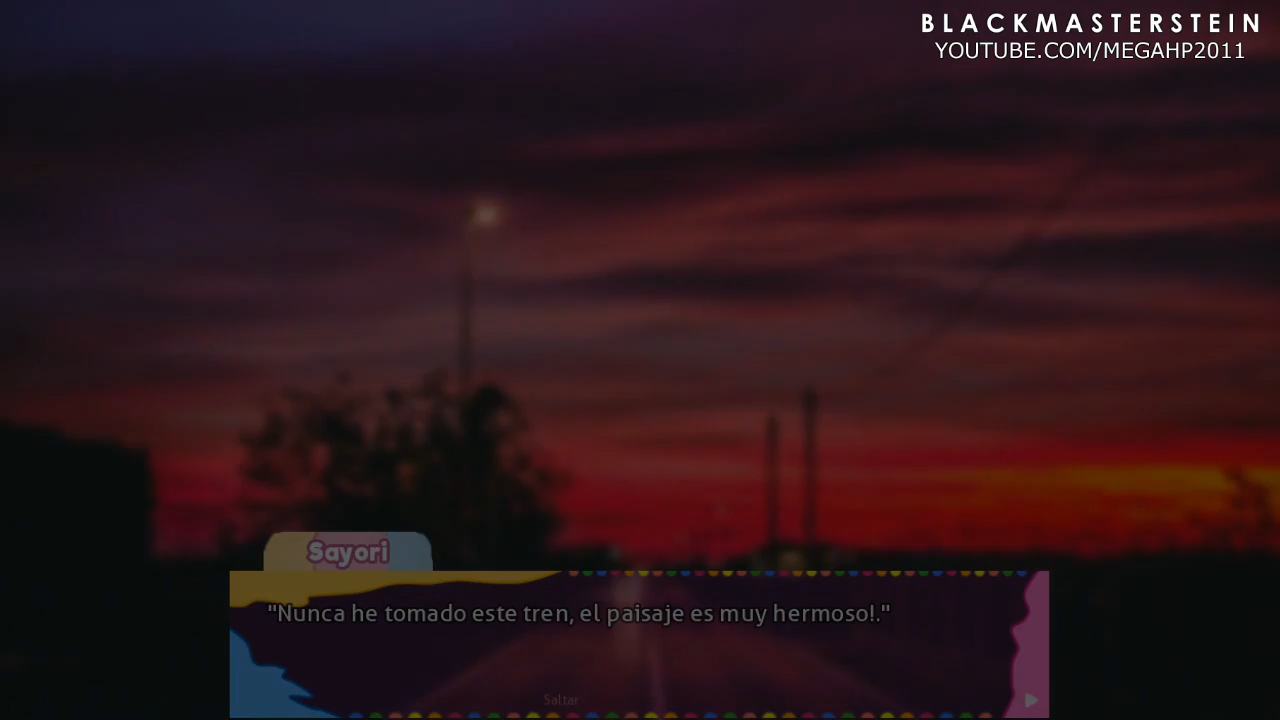 BLACKMASTERSTEIN
YOUTUBE.COM/MEGAHP2011
Sayori
"Nunca he tomado este tren, el paisaje es muy hermoso!."
Saltar